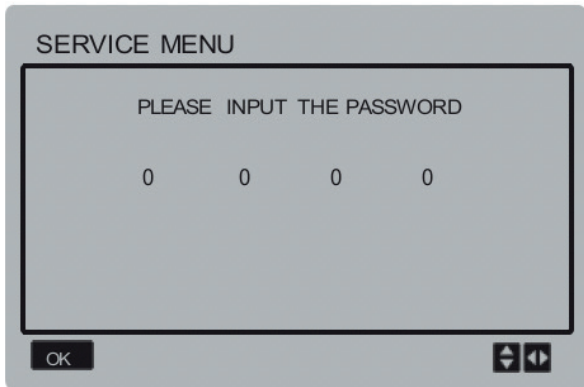 SERVICE MENU
PLEASE INPUT THE PASSWORD
0 0 0 0
OK